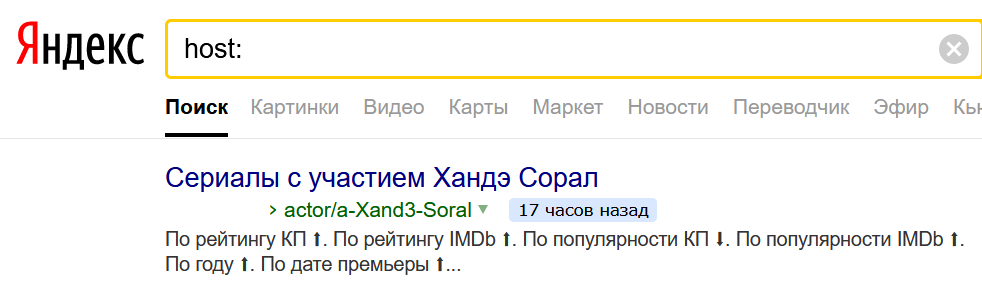 Яндекс
host:
Поиск Картинки Видео Карты Маркет Новости Переводчик Эфир Кью
Сериалы с участием Хандэ Сорал
› actor/a-Xand3-Soral 17 часов назад
По рейтингу КП ⬆. По рейтингу IMDb ⬆. По популярности КП ⬇. По популярности IMDb ⬆.
По году ⬆. По дате премьеры ⬆...